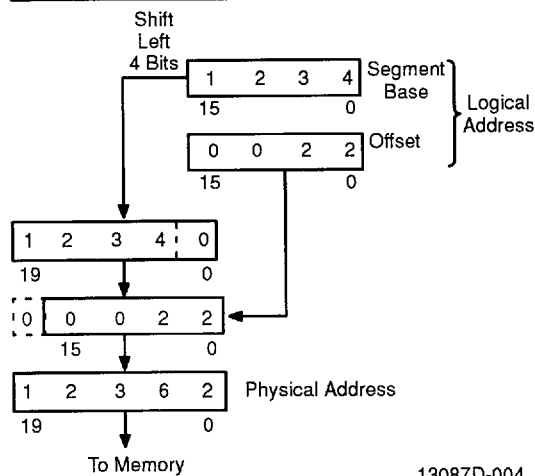 Shift
Left
4 Bits
1 2 3 4
Segment
Base
15 0
Logical
Address
0 0 2 2
Offset
15 0
1 2 3 4 0
19 0
0 0 0 2 2
15 0
1 2 3 6 2
Physical Address
19 0
To Memory
13087D-004